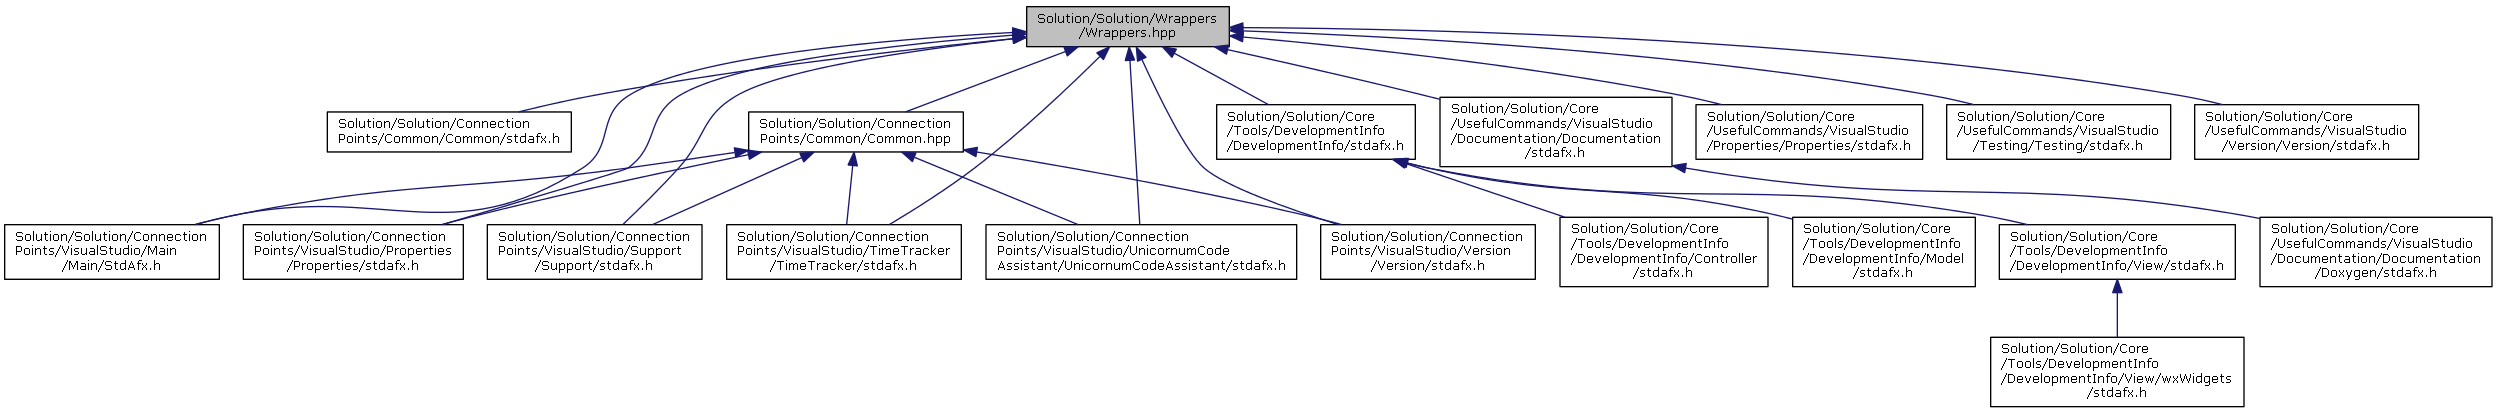 Solution/Solution/Wrappers
/Wrappers.hpp
Solution/Solution/Connection
Points/Common/Common/stdafx.h
Solution/Solution/Connection
Points/Common/Common.hpp
Solution/Solution/Core
/Tools/DevelopmentInfo
/DevelopmentInfo/stdafx.h
Solution/Solution/Core
/UsefulCommands/VisualStudio
/Documentation/Documentation
/stdafx.h
Solution/Solution/Core
/UsefulCommands/VisualStudio
/Properties/Properties/stdafx.h
Solution/Solution/Core
/UsefulCommands/VisualStudio
/Testing/Testing/stdafx.h
Solution/Solution/Core
/UsefulCommands/VisualStudio
/Version/Version/stdafx.h
Solution/Solution/Connection
Points/VisualStudio/Main
/Main/StdAfx.h
Solution/Solution/Connection
Points/VisualStudio/Properties
/Properties/stdafx.h
Solution/Solution/Connection
Points/VisualStudio/Support
/Support/stdafx.h
Solution/Solution/Connection
Points/VisualStudio/TimeTracker
/TimeTracker/stdafx.h
Solution/Solution/Connection
Points/VisualStudio/UnicornumCode
Assistant/UnicornumCodeAssistant/stdafx.h
Solution/Solution/Connection
Points/VisualStudio/Version
/Version/stdafx.h
Solution/Solution/Core
/Tools/DevelopmentInfo
/DevelopmentInfo/Controller
/stdafx.h
Solution/Solution/Core
/Tools/DevelopmentInfo
/DevelopmentInfo/Model
/stdafx.h
Solution/Solution/Core
/Tools/DevelopmentInfo
/DevelopmentInfo/View/stdafx.h
Solution/Solution/Core
/UsefulCommands/VisualStudio
/Documentation/Documentation
/Doxygen/stdafx.h
Solution/Solution/Core
/Tools/DevelopmentInfo
/DevelopmentInfo/View/wxWidgets
/stdafx.h